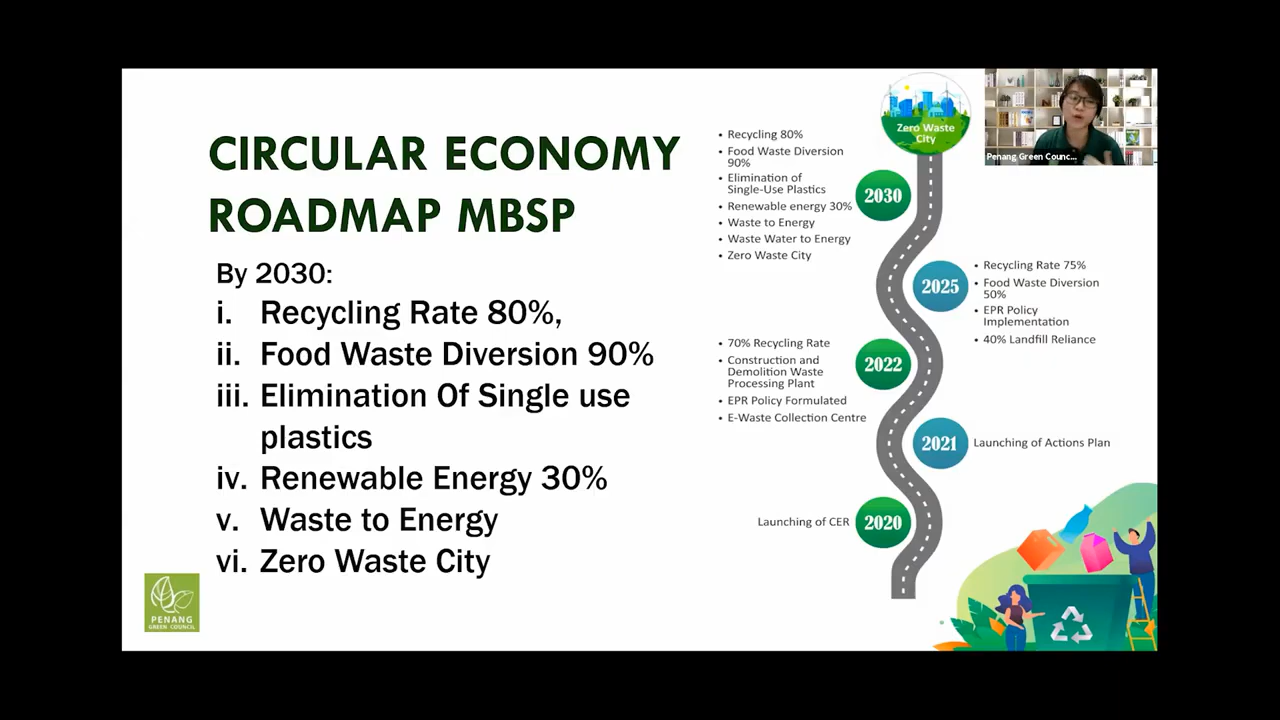 CIRCULAR ECONOMY
ROADMAP MBSP
By 2030:
i. Recycling Rate 80%,
ii. Food Waste Diversion 90%
iii. Elimination Of Single use
plastics
iv. Renewable Energy 30%
v. Waste to Energy
vi. Zero Waste City
PENANG
GREEN COUNCIL
Zero Waste
City
Penang Green Counc...
• Recycling 80%
• Food Waste Diversion
90%
• Elimination of
Single-Use Plastics
• Renewable energy 30%
• Waste to Energy
• Waste Water to Energy
• Zero Waste City
2030
2025
• Recycling Rate 75%
• Food Waste Diversion
50%
• EPR Policy
Implementation
• 40% Landfill Reliance
• 70% Recycling Rate
• Construction and
Demolition Waste
Processing Plant
• EPR Policy Formulated
• E-Waste Collection Centre
2022
2021
Launching of Actions Plan
Launching of CER
2020